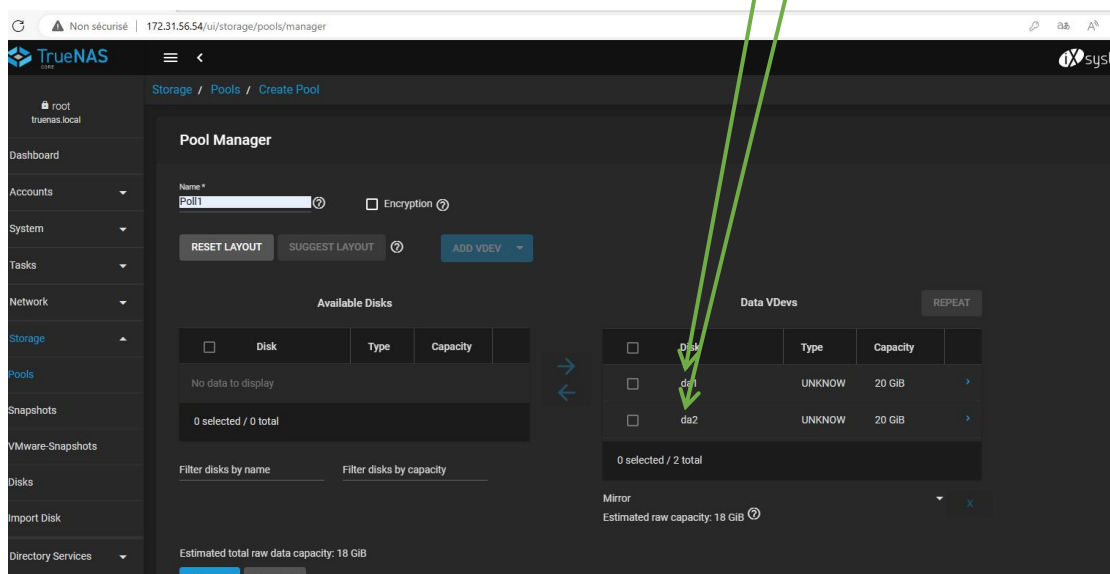 Non sécurisé | 172.31.56.54/ui/storage/pools/manager
TrueNAS
CORE
root
truenas.local
Storage / Pools / Create Pool
Dashboard
Accounts
System
Tasks
Network
Storage
Pools
Snapshots
VMware-Snapshots
Disks
Import Disk
Directory Services
Pool Manager
Name *
Poll1
Encryption
RESET LAYOUT SUGGEST LAYOUT ADD VDEV
Available Disks
Disk Type Capacity
No data to display
0 selected / 0 total
Filter disks by name Filter disks by capacity
Data VDevs REPEAT
Disk Type Capacity
da1 UNKNOW 20 GiB
da2 UNKNOW 20 GiB
0 selected / 2 total
Mirror X
Estimated raw capacity: 18 GiB
Estimated total raw data capacity: 18 GiB